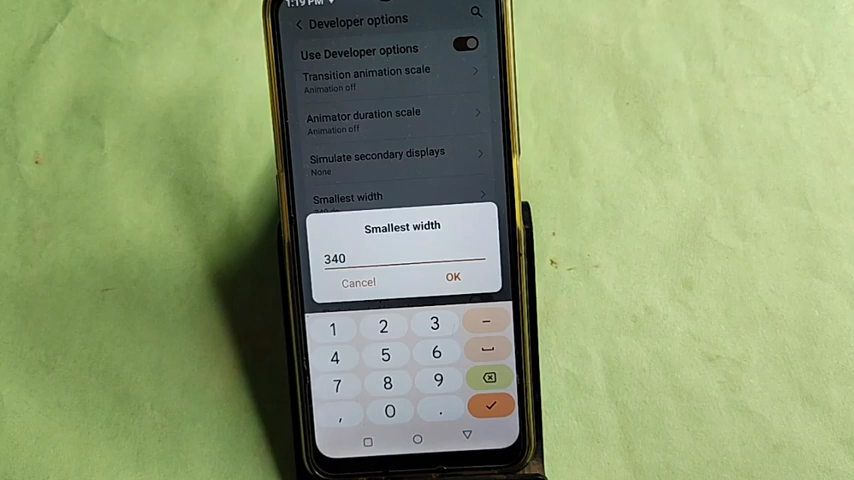 1:19 PM
Developer options
Use Developer options
Transition animation scale
Animation off
Animator duration scale
Animation off
Simulate secondary displays
None
Smallest width
Smallest width
340
Cancel OK
1 2 3 -
4 5 6
7 8 9
, 0 .